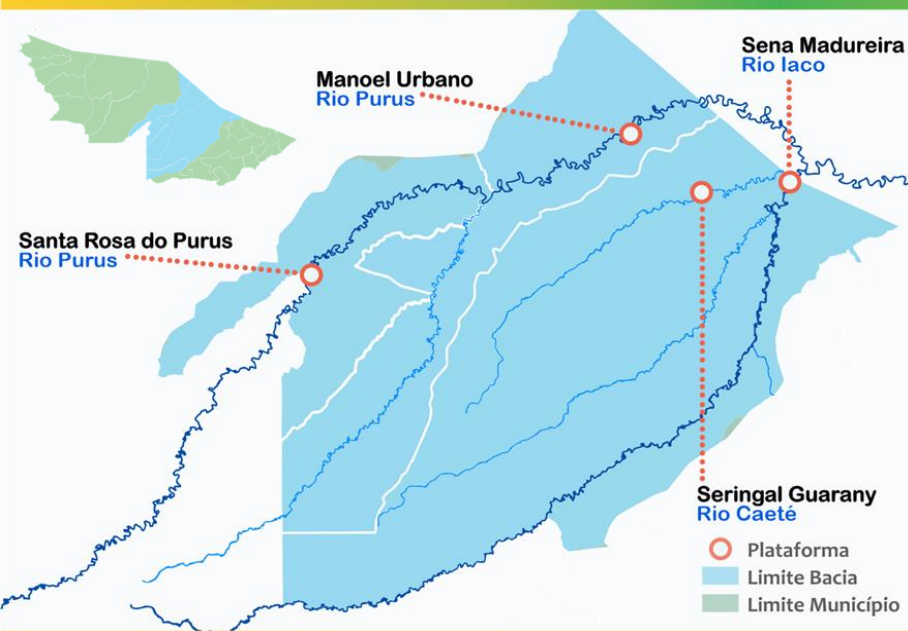 Sena Madureira
Rio Iaco
Manoel Urbano
Rio Purus
Santa Rosa do Purus
Rio Purus
Seringal Guarany
Rio Caeté
Plataforma
Limite Bacia
Limite Município